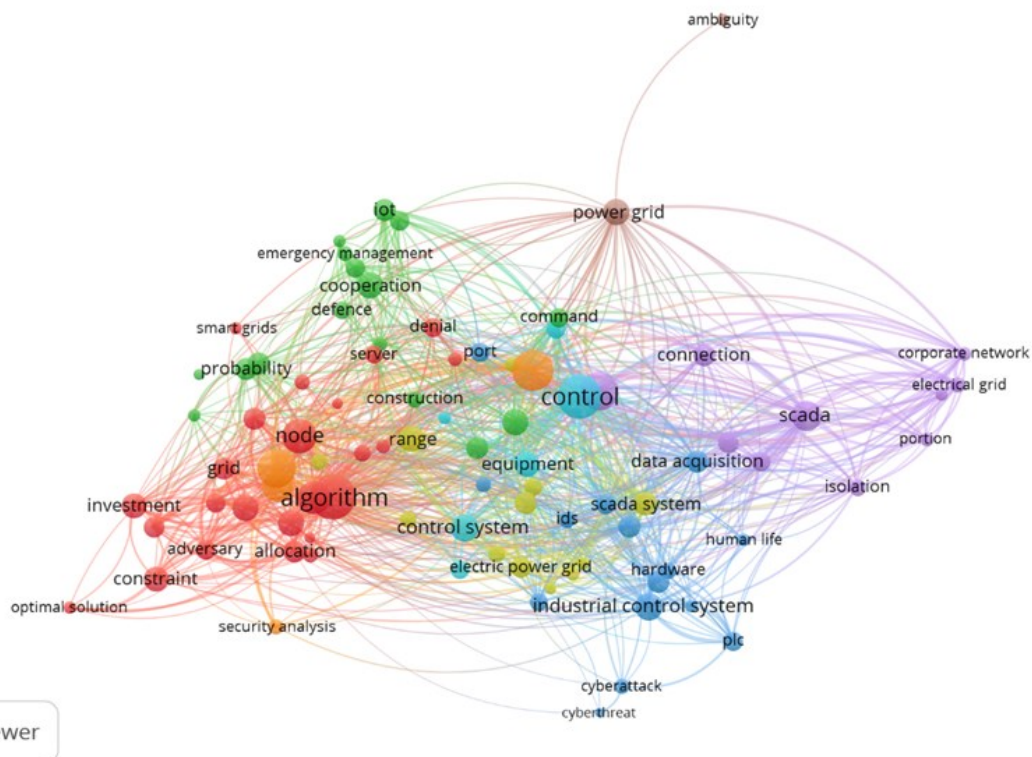 ambiguity
iot
power grid
emergency management
cooperation
defence
command
smart grids
denial
server
port
connection
corporate network
probability
electrical grid
construction
control
scada
node
range
portion
grid
equipment
data acquisition
isolation
algorithm
investment
scada system
ids
control system
human life
adversary
allocation
electric power grid
hardware
constraint
optimal solution
industrial control system
security analysis
plc
cyberattack
cyberthreat
wer